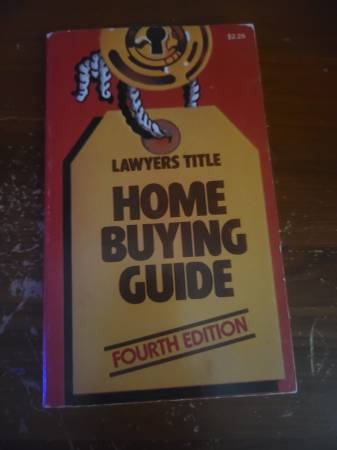 $2.25
LAWYERS TITLE
HOME
BUYING
GUIDE
FOURTH EDITION